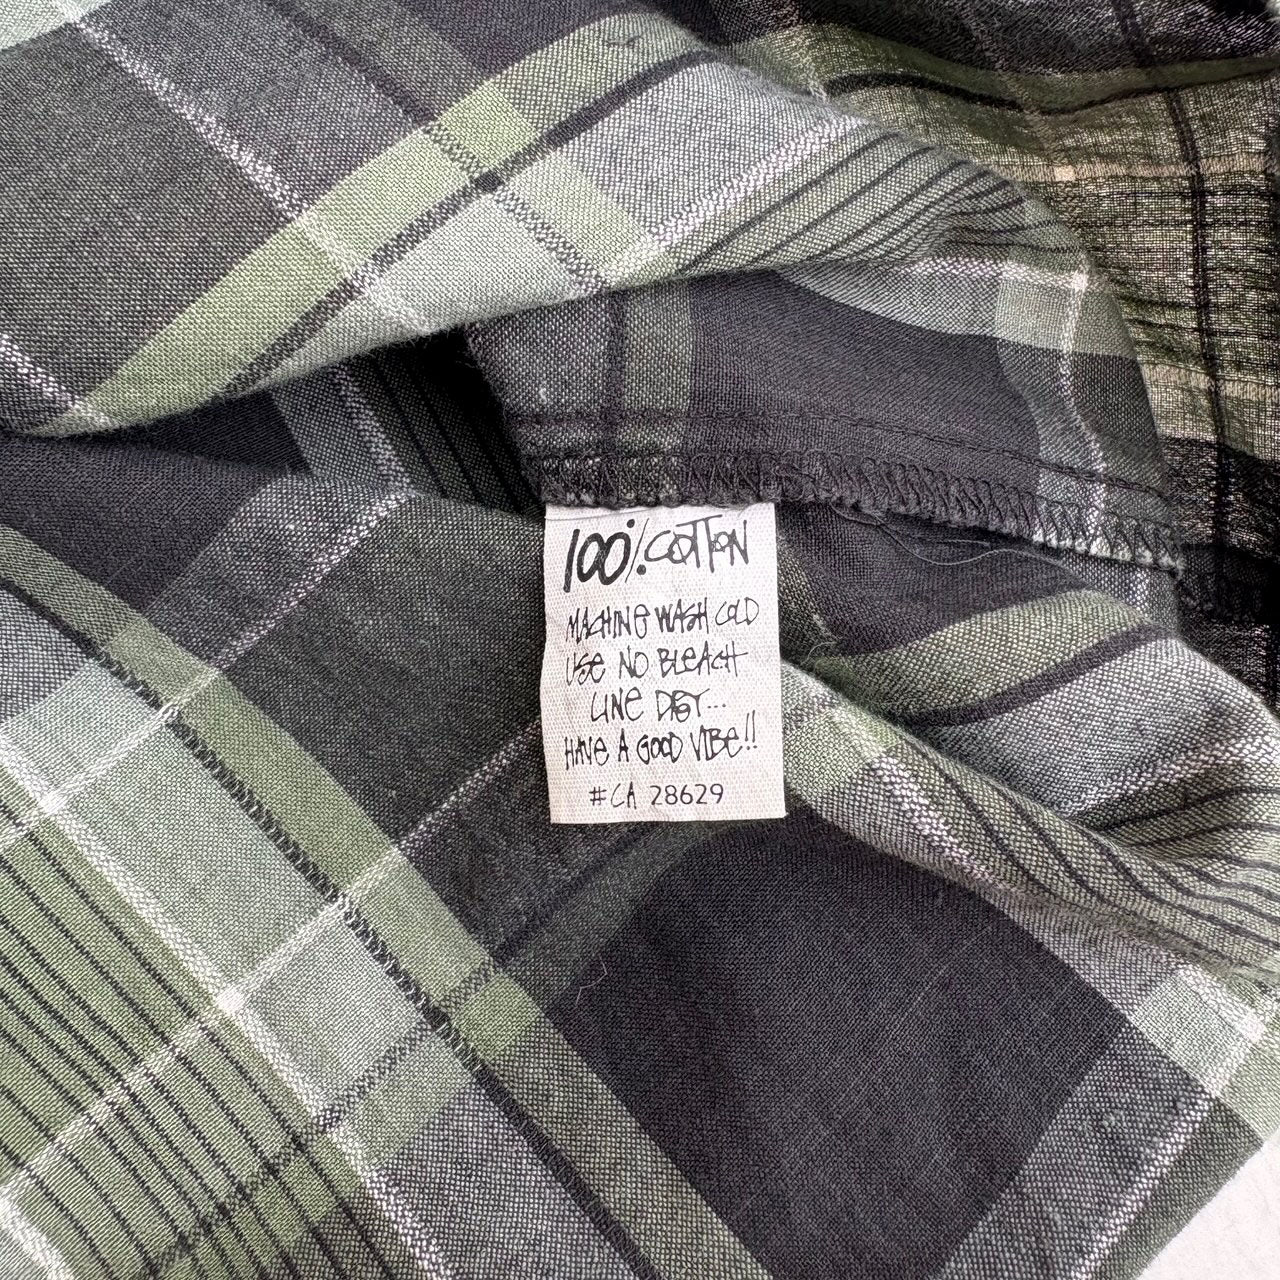 100% COTTON
MACHINE WASH COLD
USE NO BLEACH
LINE DRY...
HAVE A GOOD VIBE!!
#CA 28629